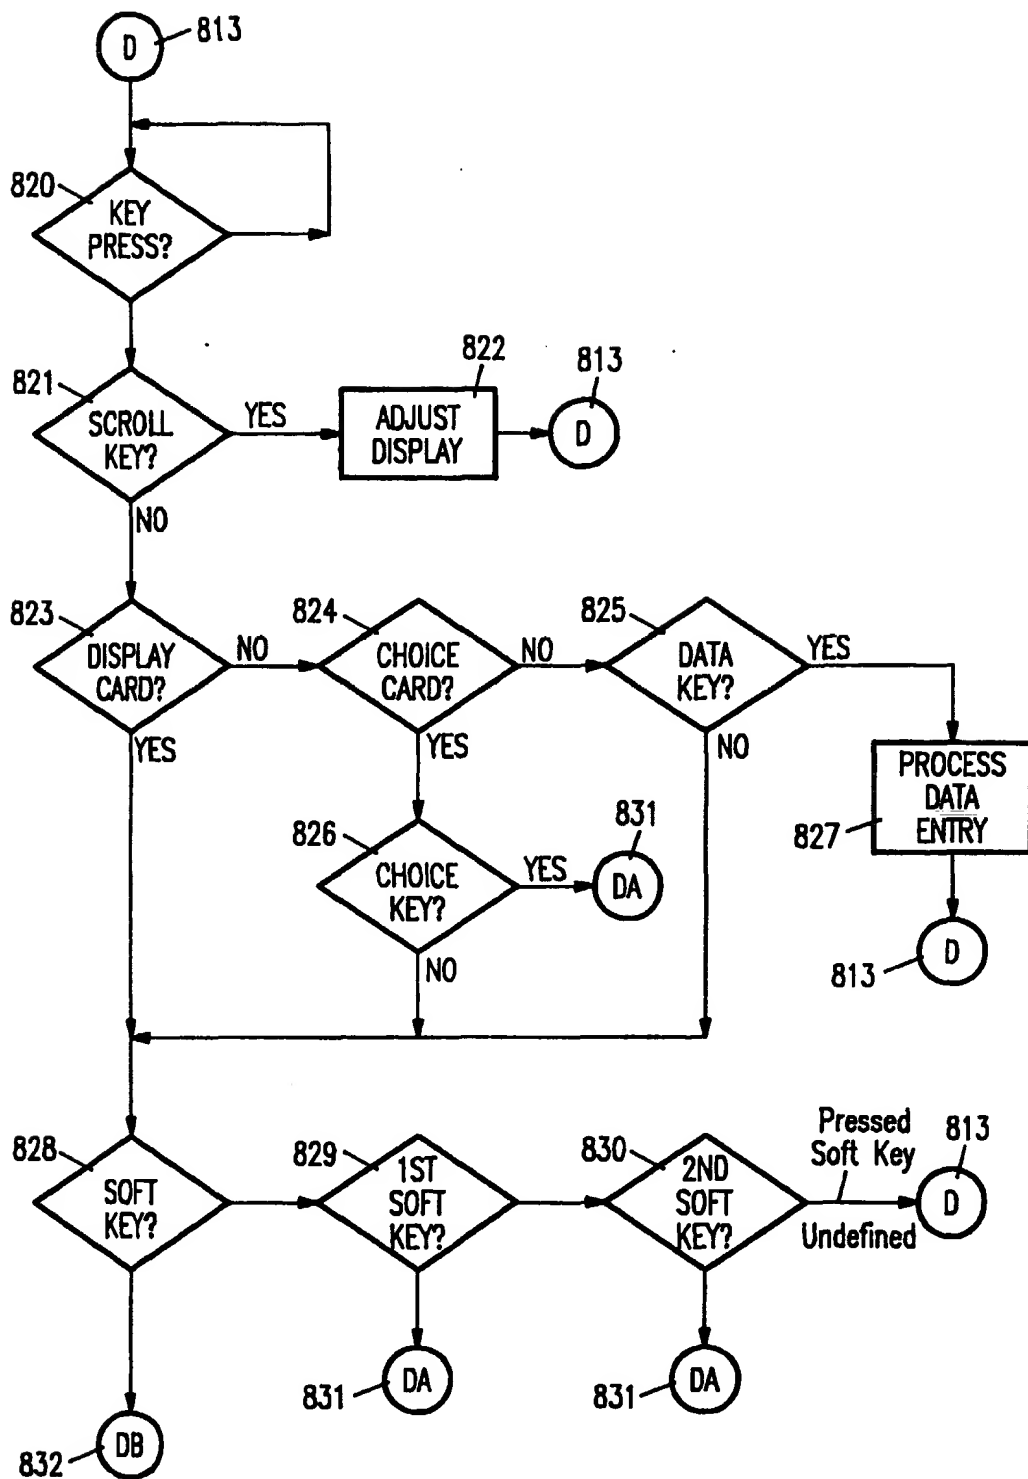 D
813
820
KEY
PRESS?
821
SCROLL
KEY?
YES
822
ADJUST
DISPLAY
813
D
NO
823
DISPLAY
CARD?
NO
824
CHOICE
CARD?
NO
825
DATA
KEY?
YES
YES
YES
NO
PROCESS
DATA
ENTRY
827
826
CHOICE
KEY?
YES
831
DA
NO
D
813
828
SOFT
KEY?
829
1ST
SOFT
KEY?
830
2ND
SOFT
KEY?
Pressed
Soft Key
Undefined
813
D
831
DA
831
DA
832
DB